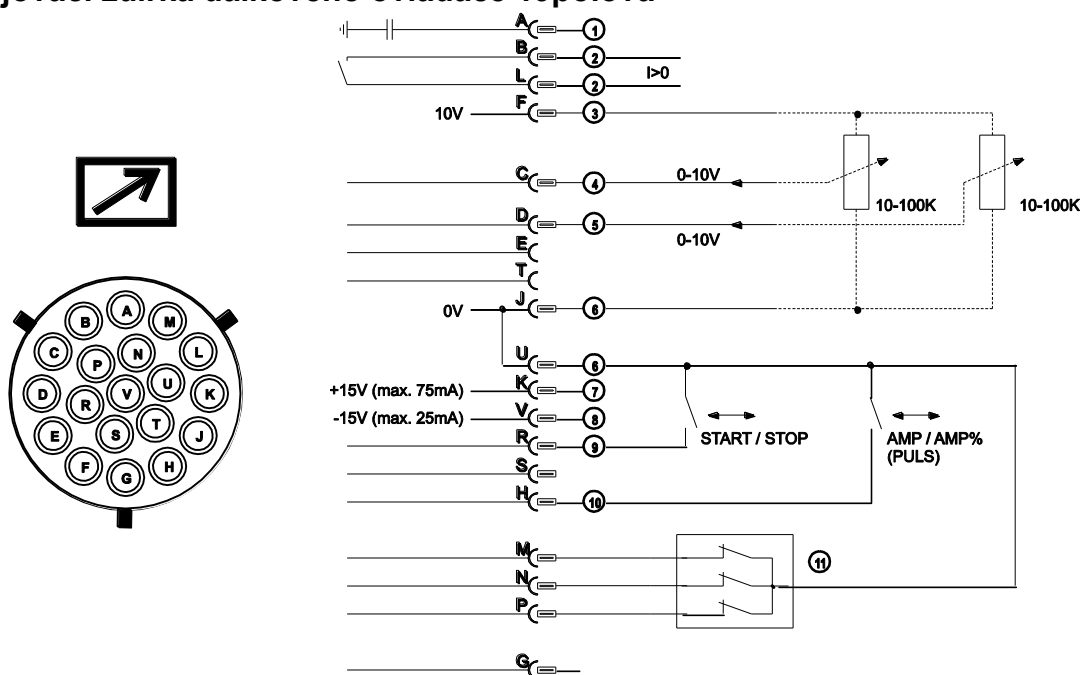 A 1
B 2
I>0
L 2
10V F 3
C 4 0-10V
10-100K 10-100K
D 5
0-10V
E
T
0V J 6
U 6
+15V (max. 75mA) K 7
-15V (max. 25mA) V 8
START / STOP AMP / AMP%
(PULS)
R 9
S
H 10
M 11
N
P
G
A
B M
C P N L
D R V U K
E S T J
F G H